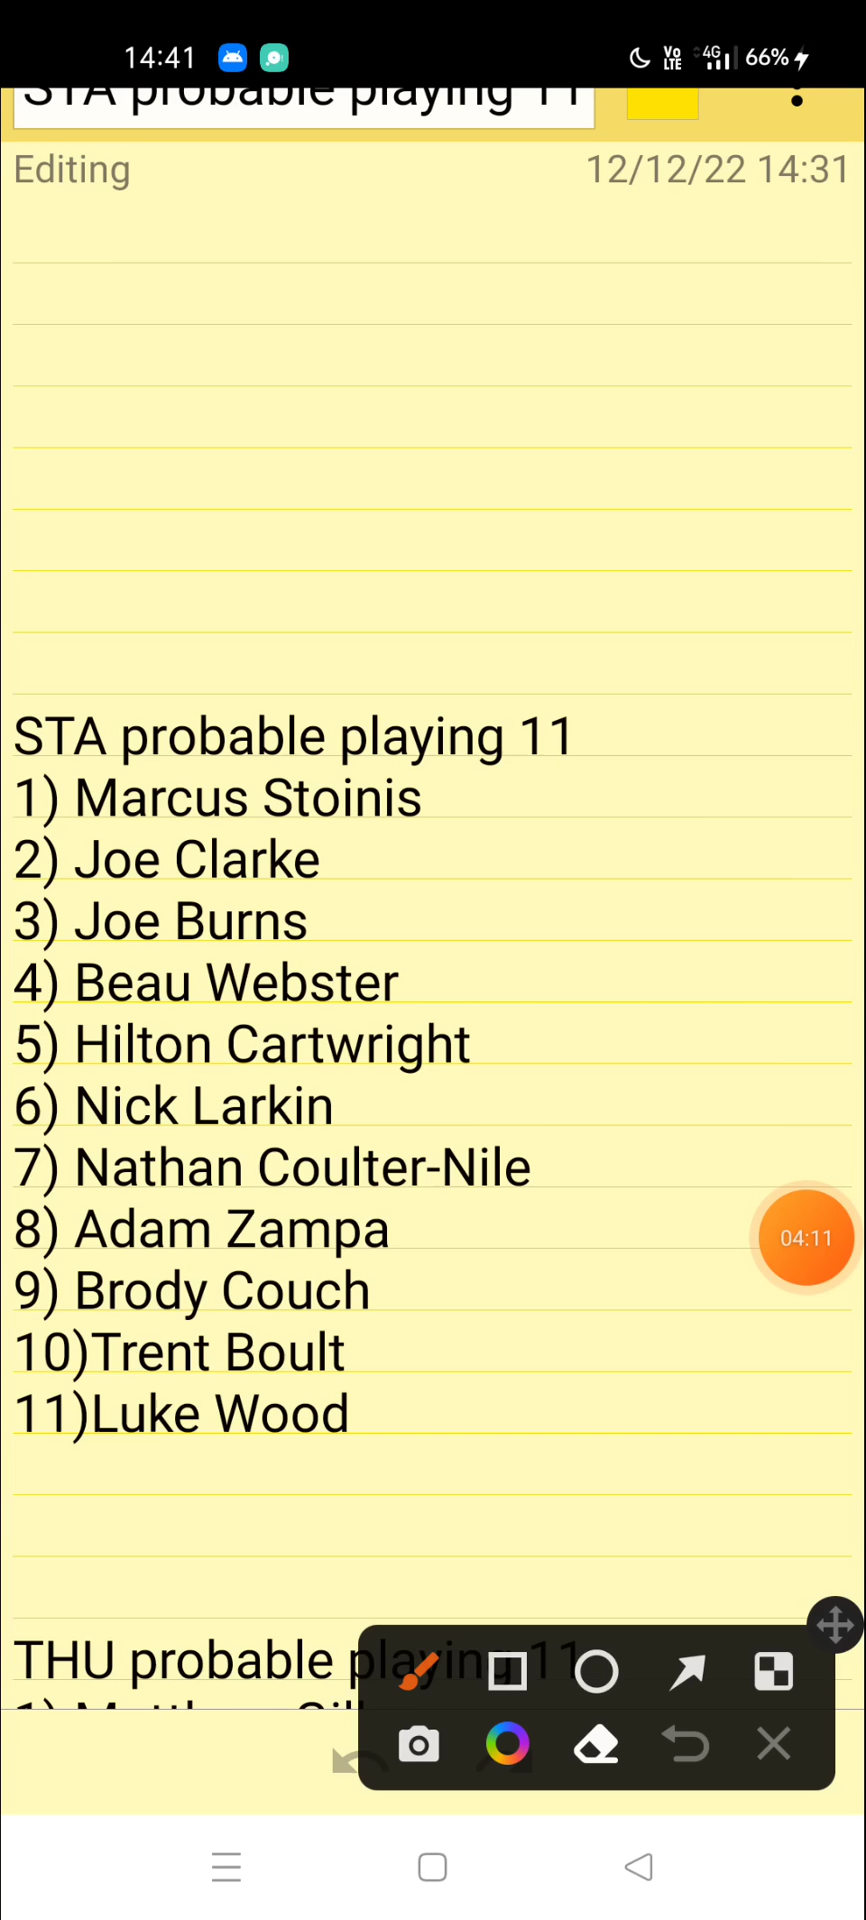 14:41 Vo LTE 4G 66%
STA probable playing 11
Editing 12/12/22 14:31
STA probable playing 11
1) Marcus Stoinis
2) Joe Clarke
3) Joe Burns
4) Beau Webster
5) Hilton Cartwright
6) Nick Larkin
7) Nathan Coulter-Nile
8) Adam Zampa
04:11
9) Brody Couch
10)Trent Boult
11)Luke Wood
THU probable playing 11